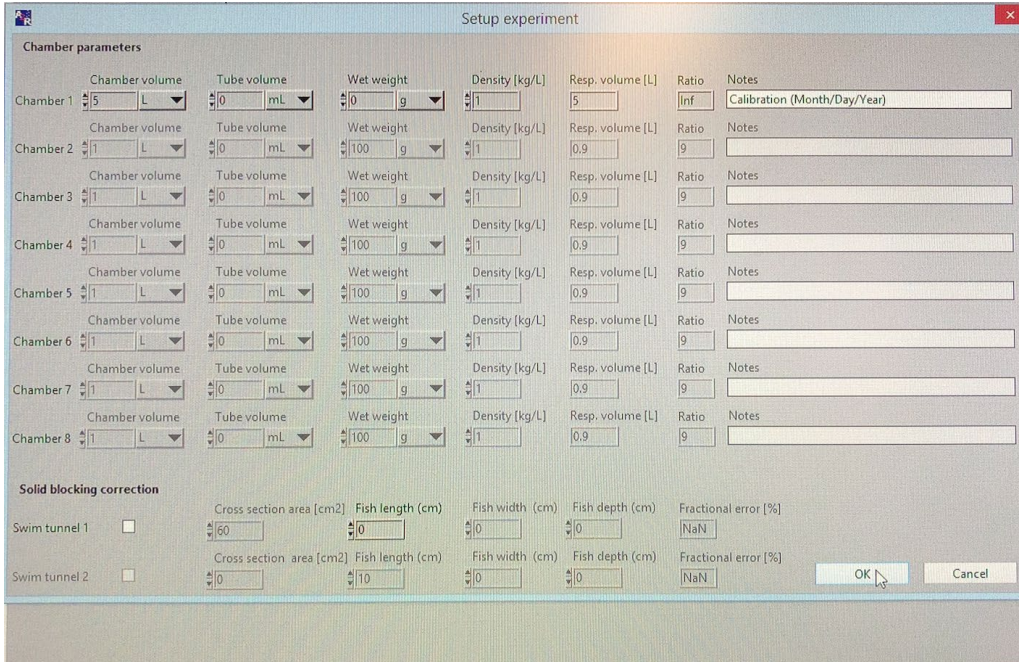 AR
Setup experiment
Chamber parameters
Chamber volume Tube volume Wet weight Density [kg/L] Resp. volume [L] Ratio Notes
Chamber 1 5 L 0 mL 0 g 1 5 Inf Calibration (Month/Day/Year)
Chamber volume Tube volume Wet weight Density [kg/L] Resp. volume [L] Ratio Notes
Chamber 2 1 L 0 mL 100 g 1 0.9 9
Chamber volume Tube volume Wet weight Density [kg/L] Resp. volume [L] Ratio Notes
Chamber 3 1 L 0 mL 100 g 1 0.9 9
Chamber volume Tube volume Wet weight Density [kg/L] Resp. volume [L] Ratio Notes
Chamber 4 1 L 0 mL 100 g 1 0.9 9
Chamber volume Tube volume Wet weight Density [kg/L] Resp. volume [L] Ratio Notes
Chamber 5 1 L 0 mL 100 g 1 0.9 9
Chamber volume Tube volume Wet weight Density [kg/L] Resp. volume [L] Ratio Notes
Chamber 6 1 L 0 mL 100 g 1 0.9 9
Chamber volume Tube volume Wet weight Density [kg/L] Resp. volume [L] Ratio Notes
Chamber 7 1 L 0 mL 100 g 1 0.9 9
Chamber volume Tube volume Wet weight Density [kg/L] Resp. volume [L] Ratio Notes
Chamber 8 1 L 0 mL 100 g 1 0.9 9
Solid blocking correction
Cross section area [cm2] Fish length (cm) Fish width (cm) Fish depth (cm) Fractional error [%]
Swim tunnel 1 60 0 0 0 NaN
Cross section area [cm2] Fish length (cm) Fish width (cm) Fish depth (cm) Fractional error [%]
Swim tunnel 2 0 10 0 0 NaN OK Cancel